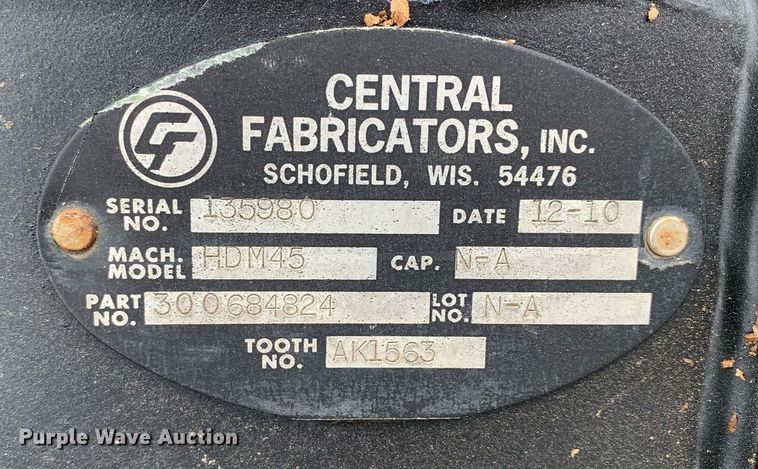 CF
CENTRAL
FABRICATORS, INC.
SCHOFIELD, WIS. 54476
SERIAL NO. 135980 DATE 12-10
MACH. MODEL HDM45 CAP. N-A
PART NO. 300684824 LOT NO. N-A
TOOTH NO. AK1563
Purple Wave Auction